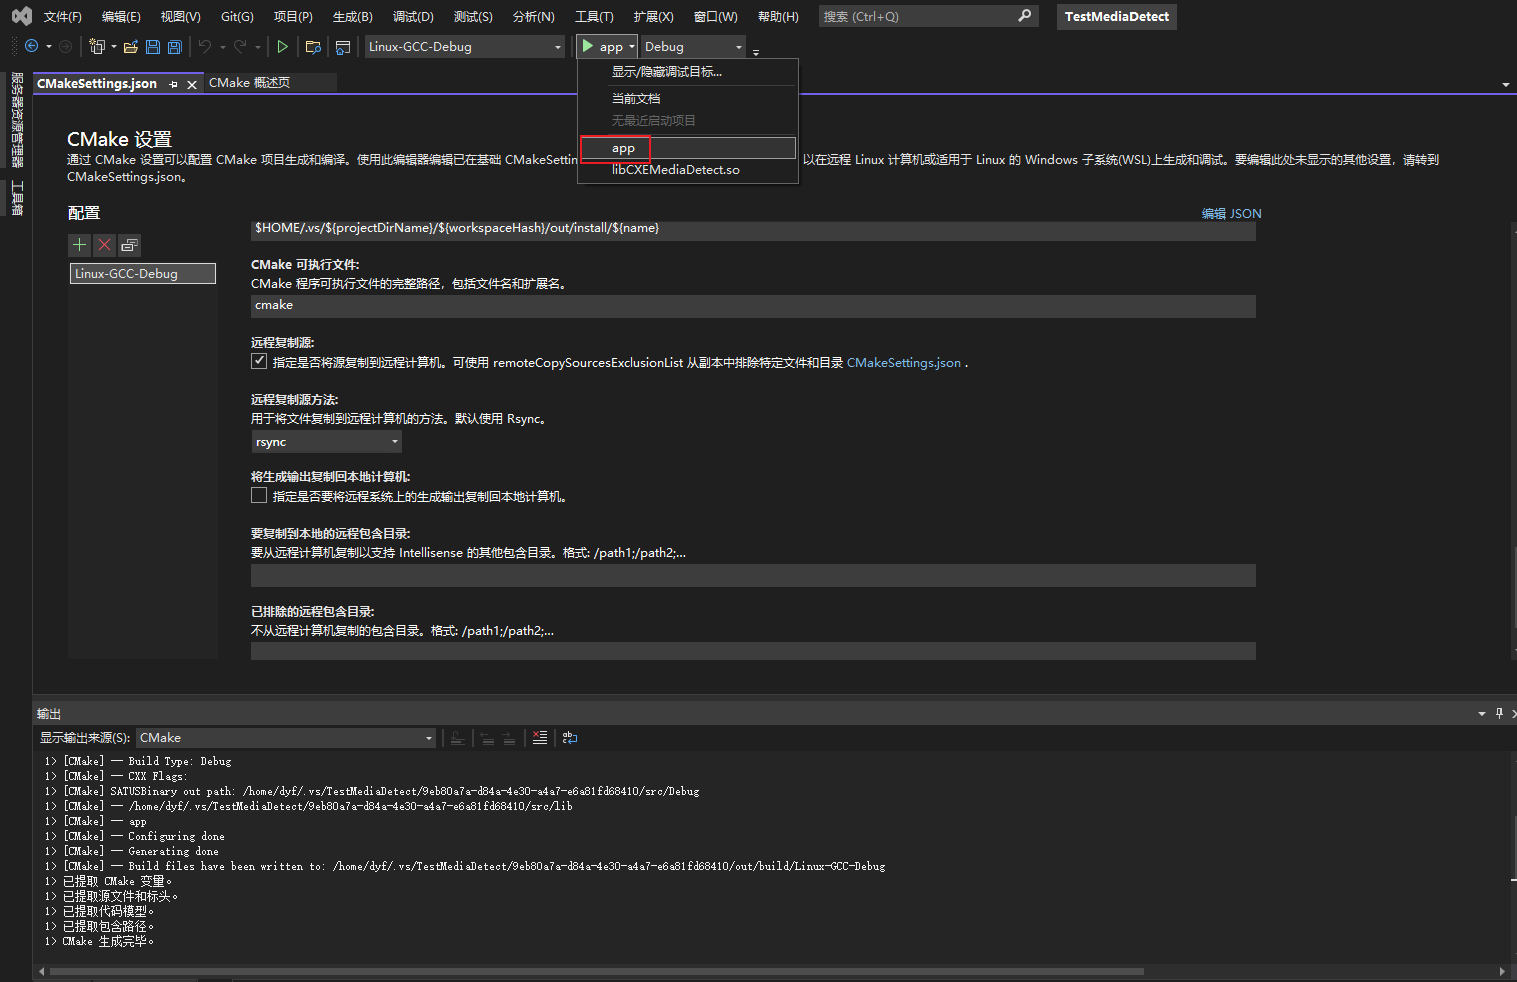 文件(F) 编辑(E) 视图(V) Git(G) 项目(P) 生成(B) 调试(D) 测试(S) 分析(N) 工具(T) 扩展(X) 窗口(W) 帮助(H) 搜索 (Ctrl+Q) TestMediaDetect
Linux-GCC-Debug app Debug
服务器资源管理器
工具箱
CMakeSettings.json CMake 概述页
显示/隐藏调试目标...
当前文档
无最近启动项目
app
libCXEMediaDetect.so
CMake 设置
通过 CMake 设置可以配置 CMake 项目生成和编译。使用此编辑器编辑已在基础 CMakeSettin 以在远程 Linux 计算机或适用于 Linux 的 Windows 子系统(WSL)上生成和调试。要编辑此处未显示的其他设置，请转到
CMakeSettings.json。
配置
编辑 JSON
Linux-GCC-Debug
$HOME/.vs/${projectDirName}/${workspaceHash}/out/install/${name}
CMake 可执行文件:
CMake 程序可执行文件的完整路径，包括文件名和扩展名。
cmake
远程复制源:
指定是否将源复制到远程计算机。可使用 remoteCopySourcesExclusionList 从副本中排除特定文件和目录 CMakeSettings.json .
远程复制源方法:
用于将文件复制到远程计算机的方法。默认使用 Rsync。
rsync
将生成输出复制回本地计算机:
指定是否要将远程系统上的生成输出复制回本地计算机。
要复制到本地的远程包含目录:
要从远程计算机复制以支持 Intellisense 的其他包含目录。格式: /path1;/path2;...
已排除的远程包含目录:
不从远程计算机复制的包含目录。格式: /path1;/path2;...
输出
显示输出来源(S): CMake
1> [CMake] -- Build Type: Debug
1> [CMake] -- CXX Flags:
1> [CMake] SATUSBinary out path: /home/dyf/.vs/TestMediaDetect/9eb80a7a-d84a-4e30-a4a7-e6a81fd68410/src/Debug
1> [CMake] -- /home/dyf/.vs/TestMediaDetect/9eb80a7a-d84a-4e30-a4a7-e6a81fd68410/src/lib
1> [CMake] -- app
1> [CMake] -- Configuring done
1> [CMake] -- Generating done
1> [CMake] -- Build files have been written to: /home/dyf/.vs/TestMediaDetect/9eb80a7a-d84a-4e30-a4a7-e6a81fd68410/out/build/Linux-GCC-Debug
1> 已提取 CMake 变量。
1> 已提取源文件和标头。
1> 已提取代码模型。
1> 已提取包含路径。
1> CMake 生成完毕。